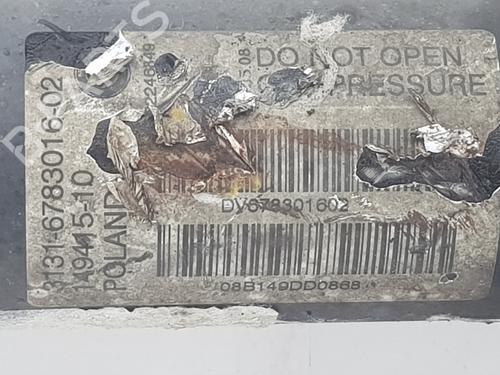 3131-6783016-02
149415-10
POLAND
DO NOT OPEN
PRESSURE
DV678301602
08B149DD0868